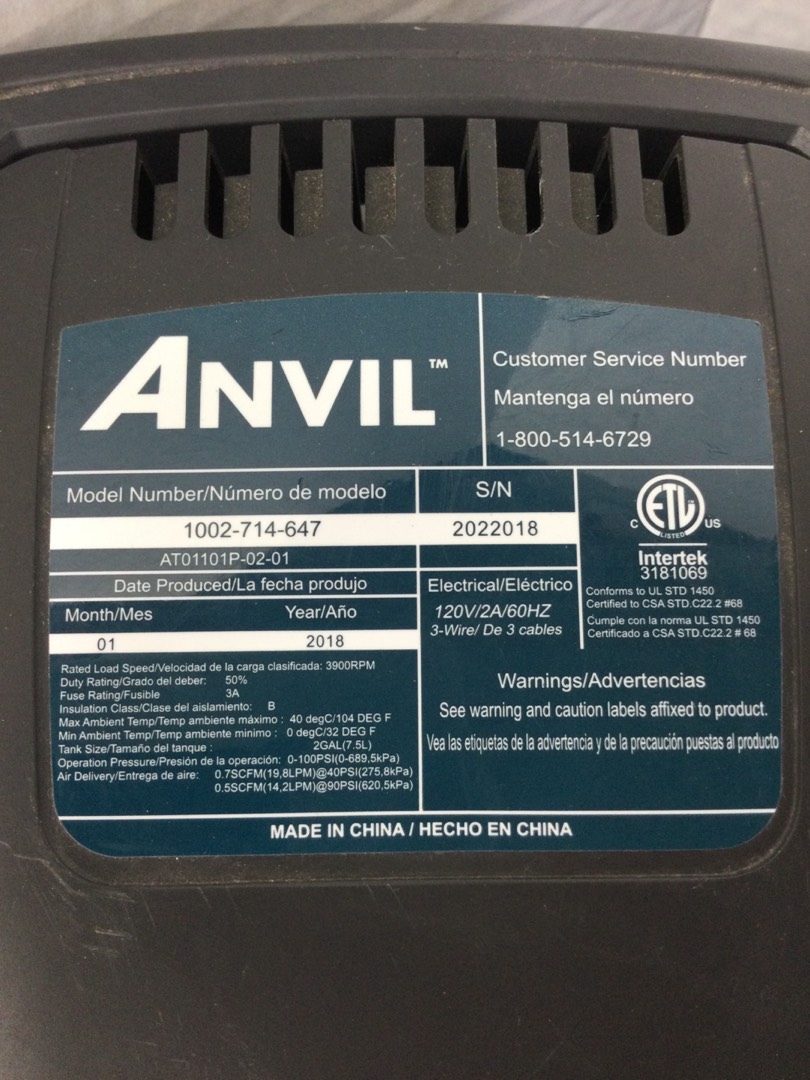 ANVIL™
Customer Service Number
Mantenga el número
1-800-514-6729
Model Number/Número de modelo
1002-714-647
AT01101P-02-01
S/N
2022018
Date Produced/La fecha produjo
Month/Mes Year/Año
01 2018
Electrical/Eléctrico
120V/2A/60HZ
3-Wire/ De 3 cables
ETL
C US
LISTED
Intertek
3181069
Conforms to UL STD 1450
Certified to CSA STD.C22.2 #68
Cumple con la norma UL STD 1450
Certificado a CSA STD.C22.2 # 68
Rated Load Speed/Velocidad de la carga clasificada: 3900RPM
Duty Rating/Grado del deber: 50%
Fuse Rating/Fusible 3A
Insulation Class/Clase del aislamiento: B
Max Ambient Temp/Temp ambiente máximo : 40 degC/104 DEG F
Min Ambient Temp/Temp ambiente minimo : 0 degC/32 DEG F
Tank Size/Tamaño del tanque : 2GAL(7.5L)
Operation Pressure/Presión de la operación: 0-100PSI(0-689,5kPa)
Air Delivery/Entrega de aire: 0.7SCFM(19,8LPM)@40PSI(275,8kPa)
0.5SCFM(14,2LPM)@90PSI(620,5kPa)
Warnings/Advertencias
See warning and caution labels affixed to product.
Vea las etiquetas de la advertencia y de la precaución puestas al producto
MADE IN CHINA / HECHO EN CHINA